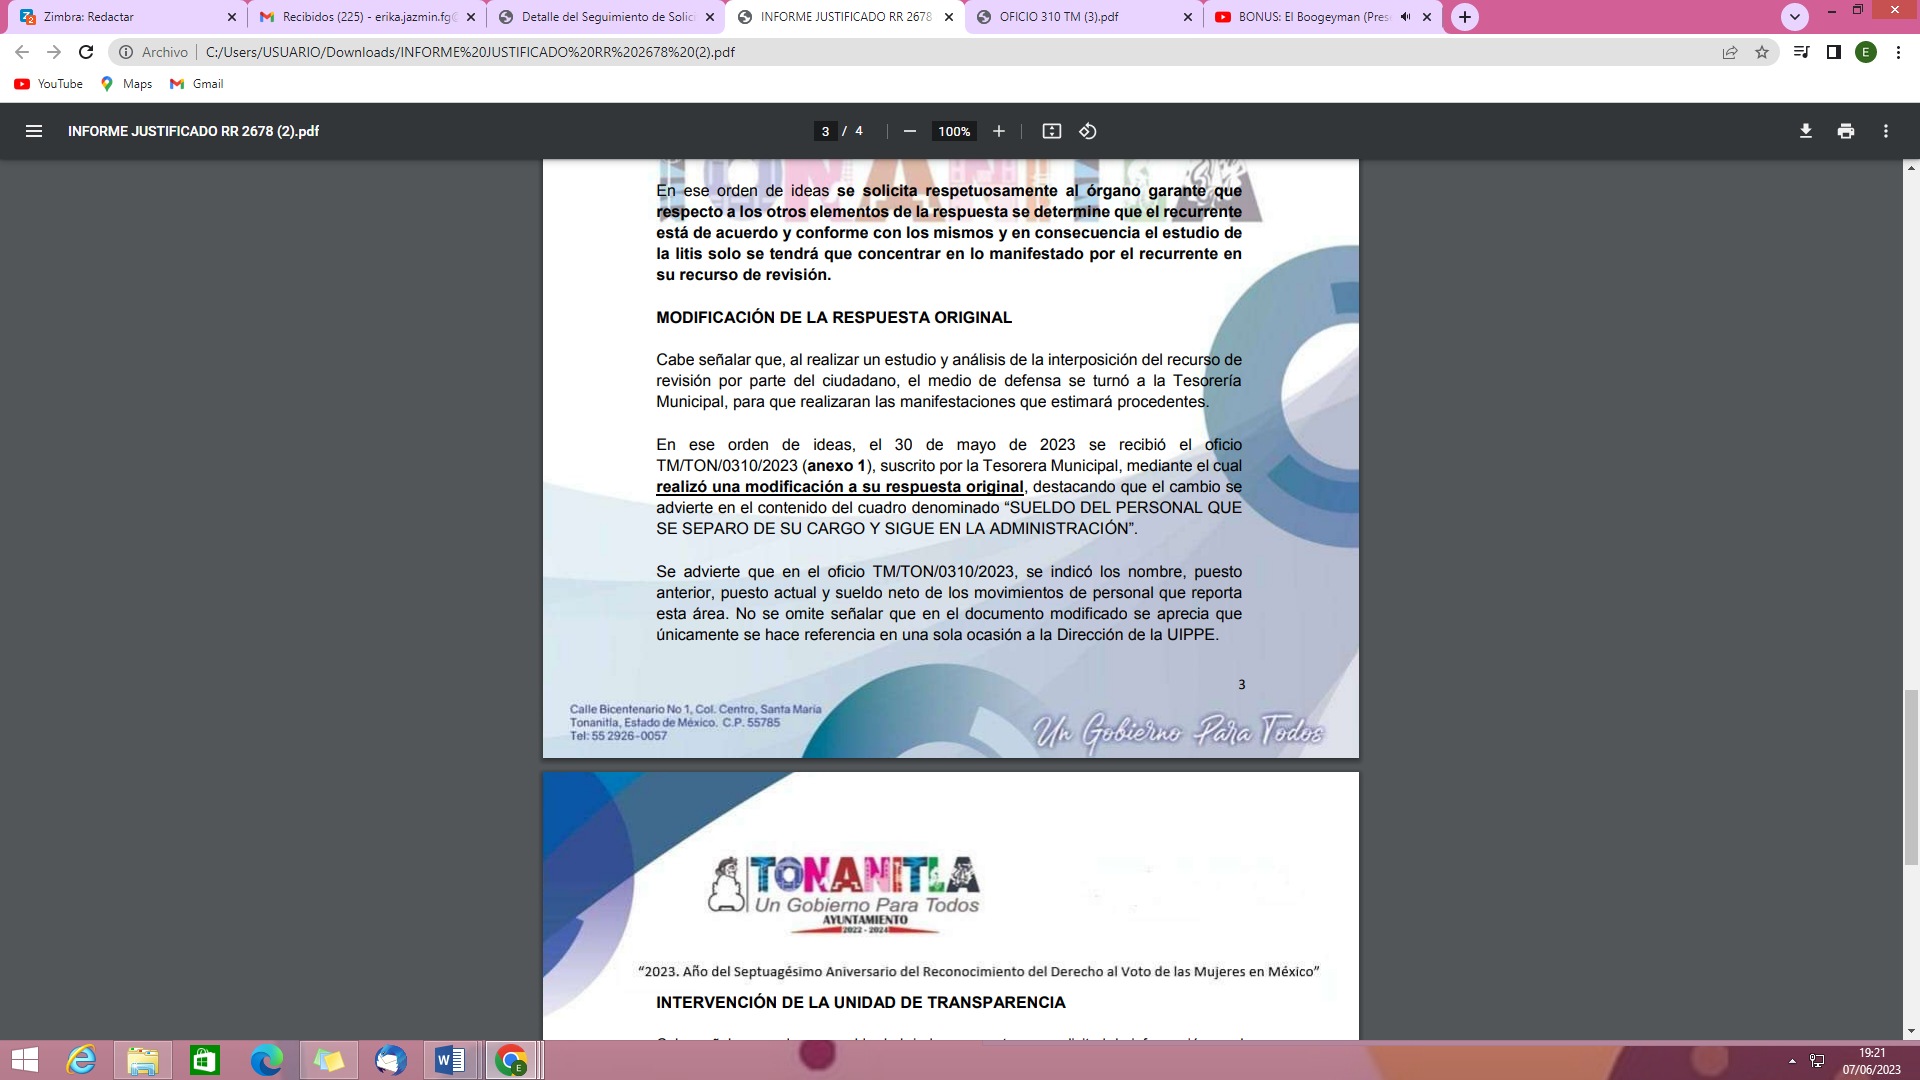 Zimbra: Redactar
Recibidos (225) - erika.jazmin.fg@
Detalle del Seguimiento de Solici
INFORME JUSTIFICADO RR 2678
OFICIO 310 TM (3).pdf
BONUS: El Boogeyman (Pres
Archivo
C:/Users/USUARIO/Downloads/INFORME%20JUSTIFICADO%20RR%202678%20(2).pdf
E
YouTube
Maps
Gmail
INFORME JUSTIFICADO RR 2678 (2).pdf
3 / 4
100%
TONANITLA
En ese orden de ideas se solicita respetuosamente al órgano garante que
respecto a los otros elementos de la respuesta se determine que el recurrente
está de acuerdo y conforme con los mismos y en consecuencia el estudio de
la litis solo se tendrá que concentrar en lo manifestado por el recurrente en
su recurso de revisión.
MODIFICACIÓN DE LA RESPUESTA ORIGINAL
Cabe señalar que, al realizar un estudio y análisis de la interposición del recurso de
revisión por parte del ciudadano, el medio de defensa se turnó a la Tesorería
Municipal, para que realizaran las manifestaciones que estimará procedentes.
En ese orden de ideas, el 30 de mayo de 2023 se recibió el oficio
TM/TON/0310/2023 (anexo 1), suscrito por la Tesorera Municipal, mediante el cual
realizó una modificación a su respuesta original, destacando que el cambio se
advierte en el contenido del cuadro denominado “SUELDO DEL PERSONAL QUE
SE SEPARO DE SU CARGO Y SIGUE EN LA ADMINISTRACIÓN”.
Se advierte que en el oficio TM/TON/0310/2023, se indicó los nombre, puesto
anterior, puesto actual y sueldo neto de los movimientos de personal que reporta
esta área. No se omite señalar que en el documento modificado se aprecia que
únicamente se hace referencia en una sola ocasión a la Dirección de la UIPPE.
3
Calle Bicentenario No 1, Col. Centro, Santa María
Tonanitla, Estado de México. C.P. 55785
Tel: 55 2926-0057
Un Gobierno Para Todos
TONANITLA
Un Gobierno Para Todos
AYUNTAMIENTO
2022 - 2024
“2023. Año del Septuagésimo Aniversario del Reconocimiento del Derecho al Voto de las Mujeres en México”
INTERVENCIÓN DE LA UNIDAD DE TRANSPARENCIA
19:21
07/06/2023